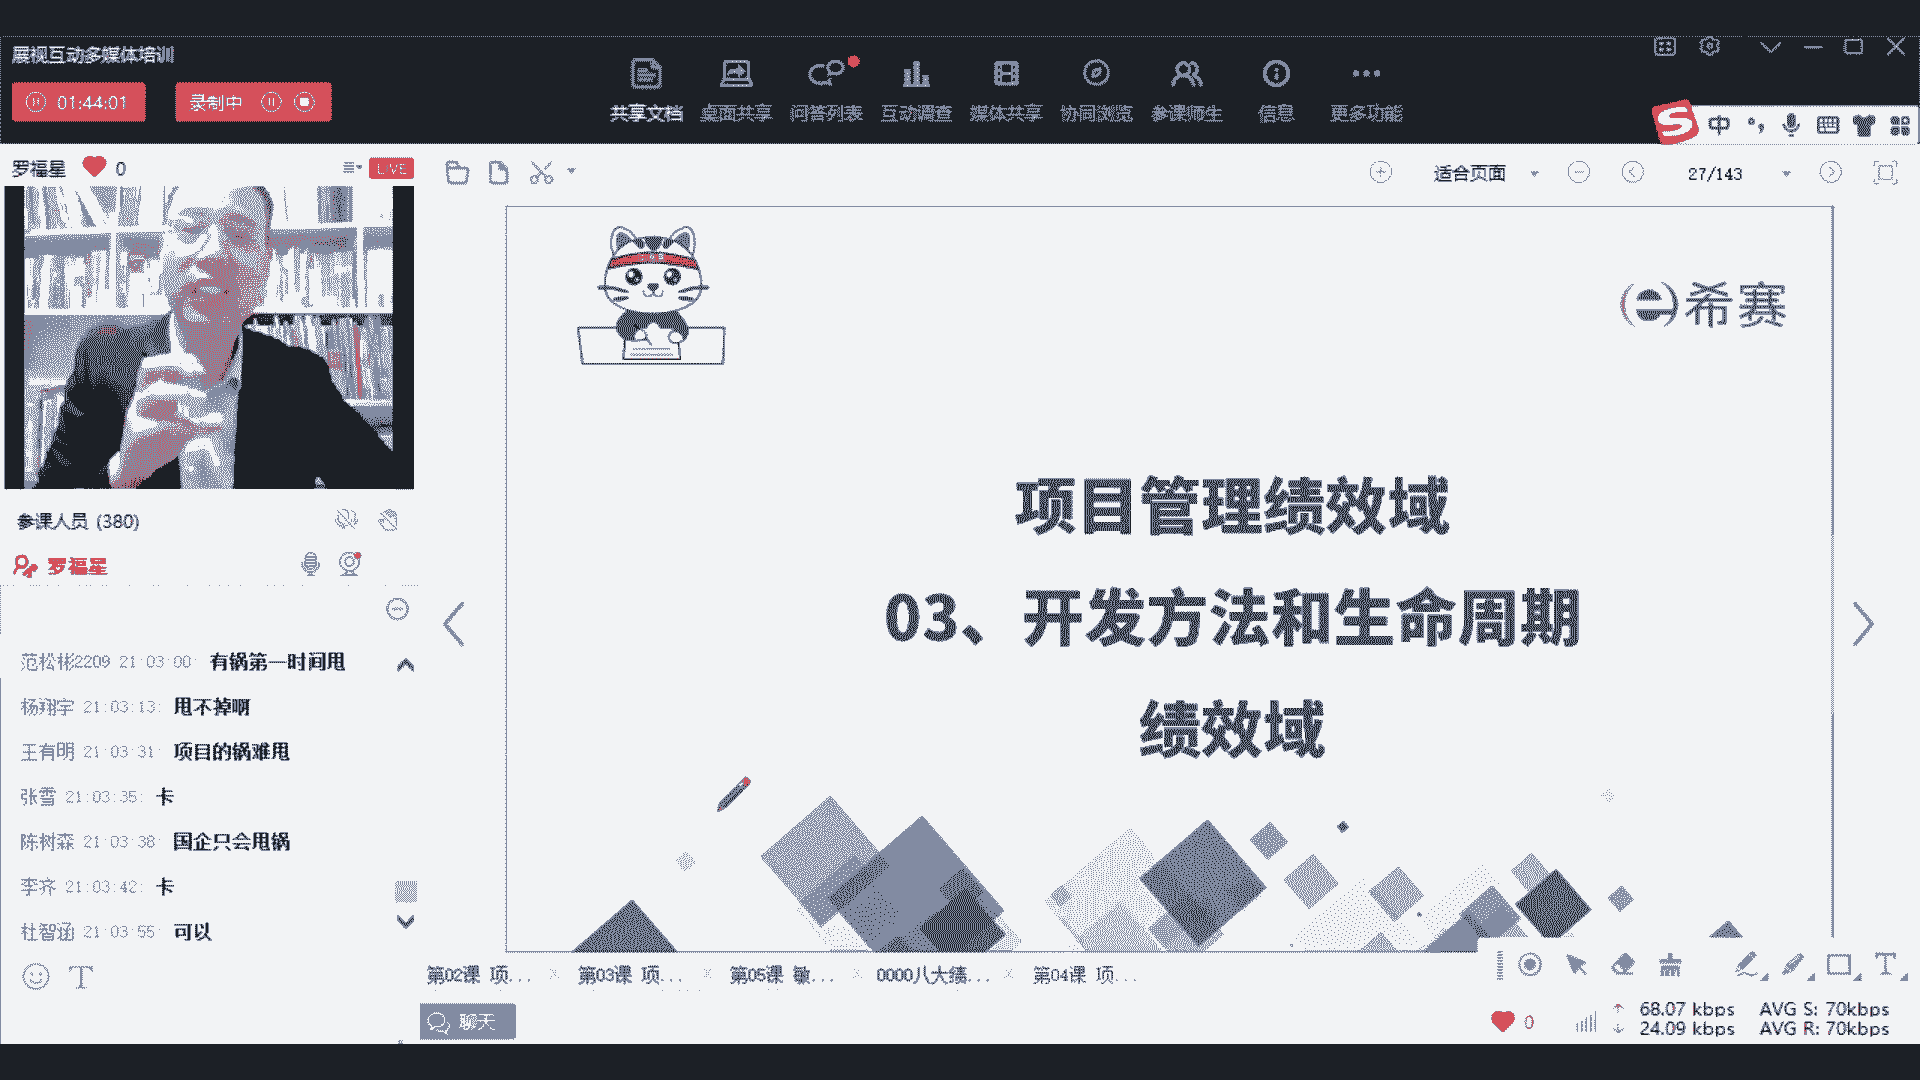 展视互动多媒体培训
01:44:01
录制中
共享文档 桌面共享 问答列表 互动调查 媒体共享 协同浏览 参课师生 信息 更多功能
中
罗福星 0
LIVE
适合页面
27/143
希赛
项目管理绩效域
03、开发方法和生命周期
绩效域
参课人员 (380)
罗福星
范松彬2209 21:03:00: 有锅第一时间甩
杨翔宇 21:03:13: 甩不掉啊
王有明 21:03:31: 项目的锅难甩
张雪 21:03:35: 卡
陈树森 21:03:38: 国企只会甩锅
李齐 21:03:42: 卡
杜智涵 21:03:55: 可以
第02课 项... 第03课 项... 第05课 敏... 0000八大绩... 第04课 项...
聊天
0
68.07 kbps AVG S: 70kbps
24.09 kbps AVG R: 70kbps